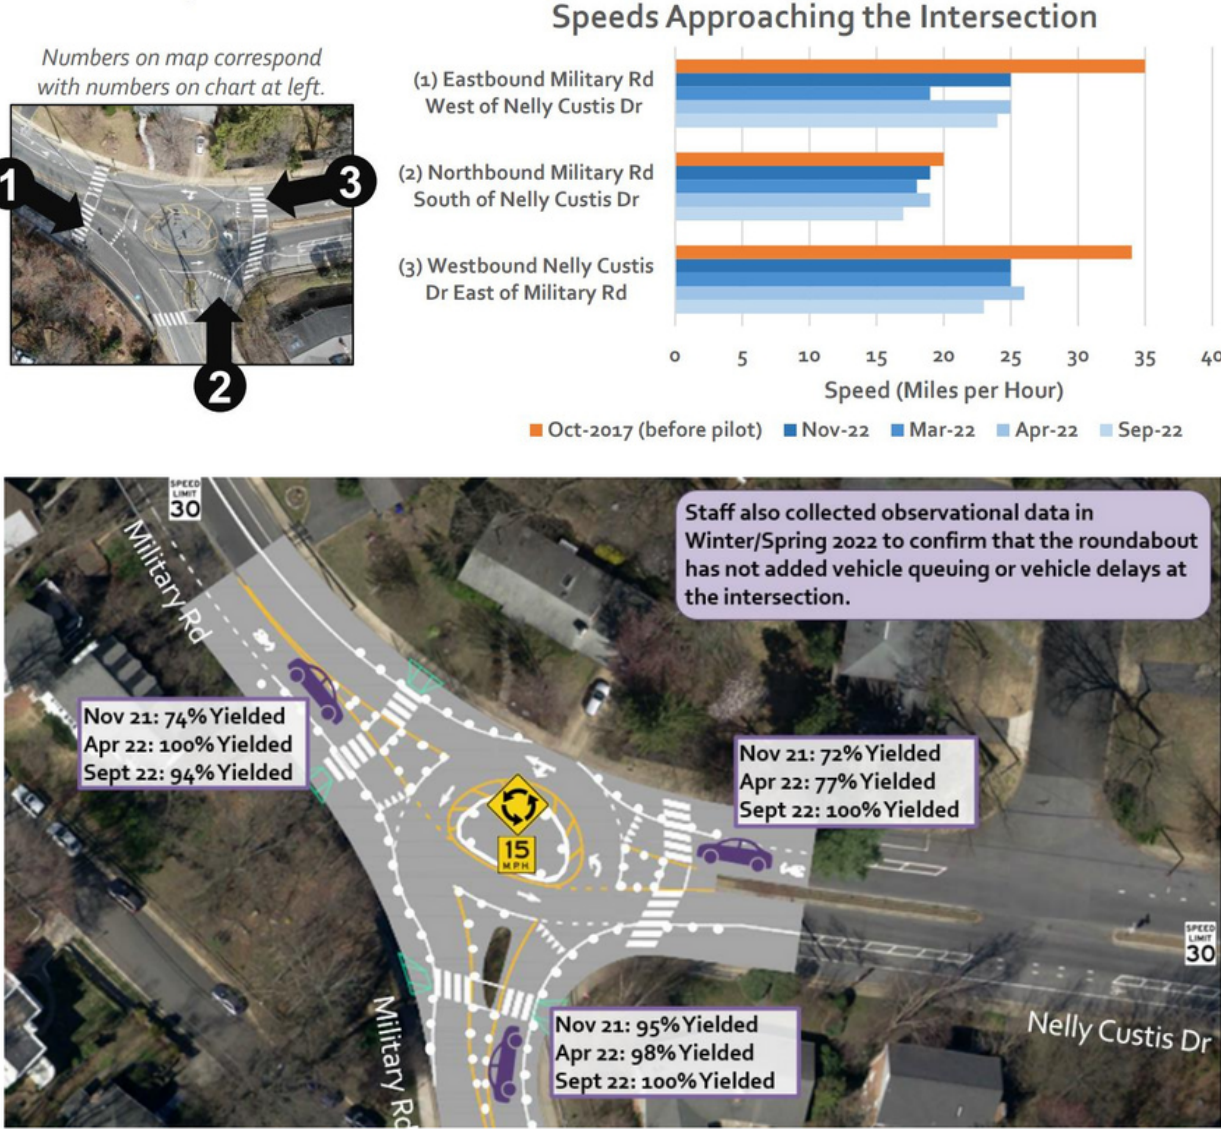 Speeds Approaching the Intersection
Numbers on map correspond
with numbers on chart at left.
1
3
2
(1) Eastbound Military Rd
West of Nelly Custis Dr
(2) Northbound Military Rd
South of Nelly Custis Dr
(3) Westbound Nelly Custis
Dr East of Military Rd
0 5 10 15 20 25 30 35 40
Speed (Miles per Hour)
Oct-2017 (before pilot) Nov-22 Mar-22 Apr-22 Sep-22
SPEED
LIMIT
30
Military Rd
Staff also collected observational data in
Winter/Spring 2022 to confirm that the roundabout
has not added vehicle queuing or vehicle delays at
the intersection.
Nov 21: 74% Yielded
Apr 22: 100% Yielded
Sept 22: 94% Yielded
Nov 21: 72% Yielded
Apr 22: 77% Yielded
Sept 22: 100% Yielded
15
M.P.H.
SPEED
LIMIT
30
Nelly Custis Dr
Military Rd
Nov 21: 95% Yielded
Apr 22: 98% Yielded
Sept 22: 100% Yielded